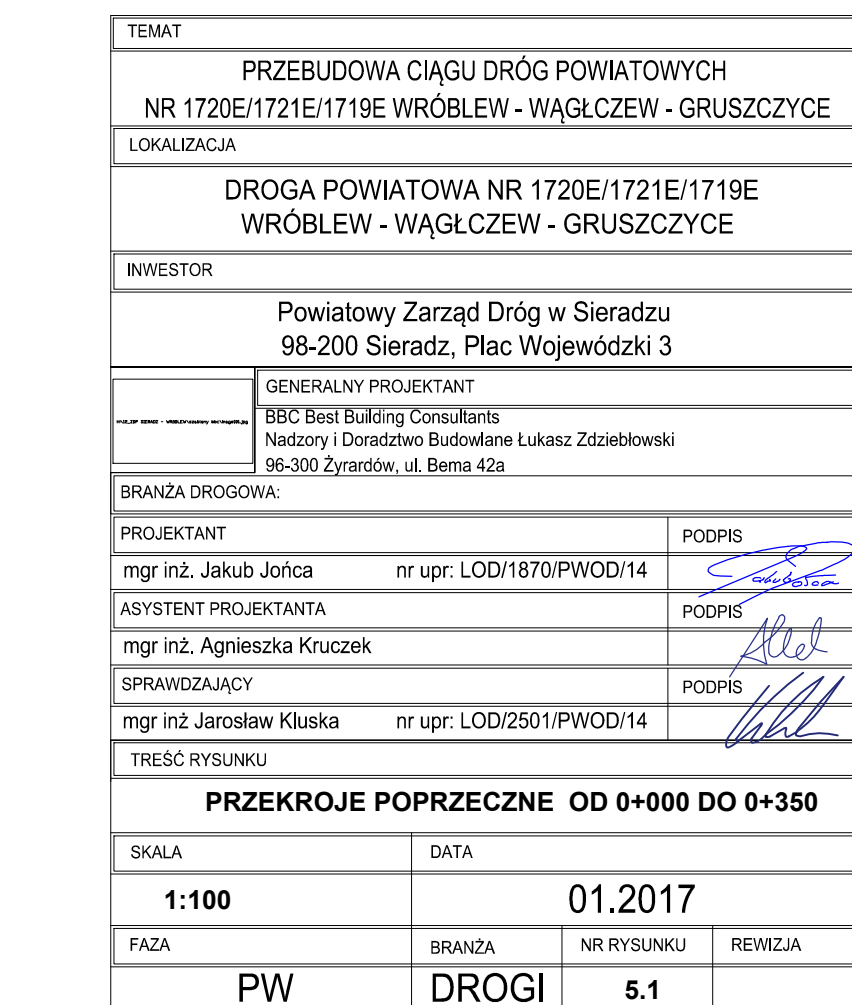 TEMAT
PRZEBUDOWA CIĄGU DRÓG POWIATOWYCH
NR 1720E/1721E/1719E WRÓBLEW - WĄGŁCZEW - GRUSZCZYCE
LOKALIZACJA
DROGA POWIATOWA NR 1720E/1721E/1719E
WRÓBLEW - WĄGŁCZEW - GRUSZCZYCE
INWESTOR
Powiatowy Zarząd Dróg w Sieradzu
98-200 Sieradz, Plac Wojewódzki 3
GENERALNY PROJEKTANT
BBC Best Building Consultants
Nadzory i Doradztwo Budowlane Łukasz Zdziebłowski
96-300 Żyrardów, ul. Bema 42a
BRANŻA DROGOWA:
PROJEKTANT PODPIS
mgr inż. Jakub Jońca nr upr: LOD/1870/PWOD/14
ASYSTENT PROJEKTANTA PODPIS
mgr inż. Agnieszka Kruczek
SPRAWDZAJĄCY PODPIS
mgr inż Jarosław Kluska nr upr: LOD/2501/PWOD/14
TREŚĆ RYSUNKU
PRZEKROJE POPRZECZNE OD 0+000 DO 0+350
SKALA DATA
1:100 01.2017
FAZA BRANŻA NR RYSUNKU REWIZJA
PW DROGI 5.1